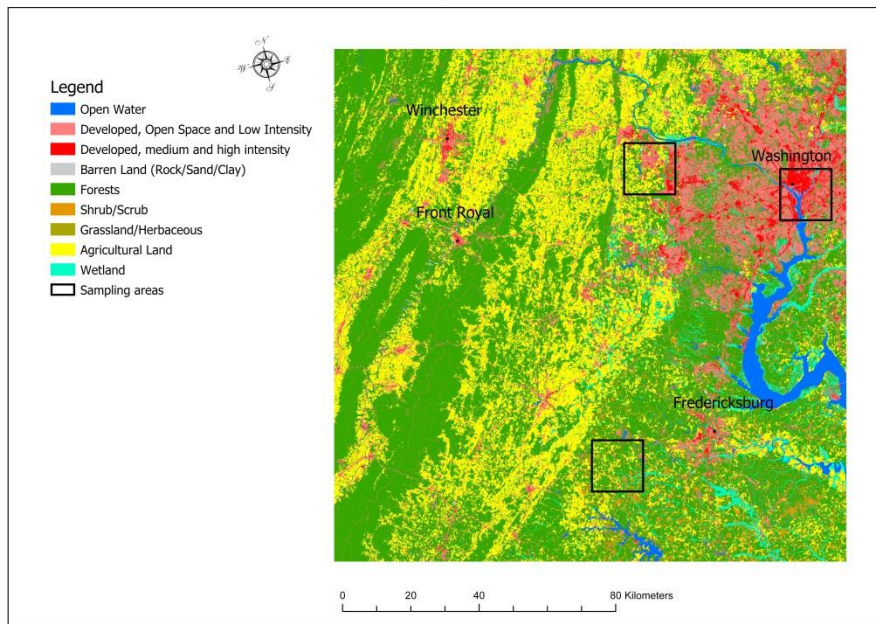 N
W E
S
Legend
Open Water
Developed, Open Space and Low Intensity
Developed, medium and high intensity
Barren Land (Rock/Sand/Clay)
Forests
Shrub/Scrub
Grassland/Herbaceous
Agricultural Land
Wetland
Sampling areas
Winchester
Washington
Front Royal
Fredericksburg
0 20 40 80 Kilometers